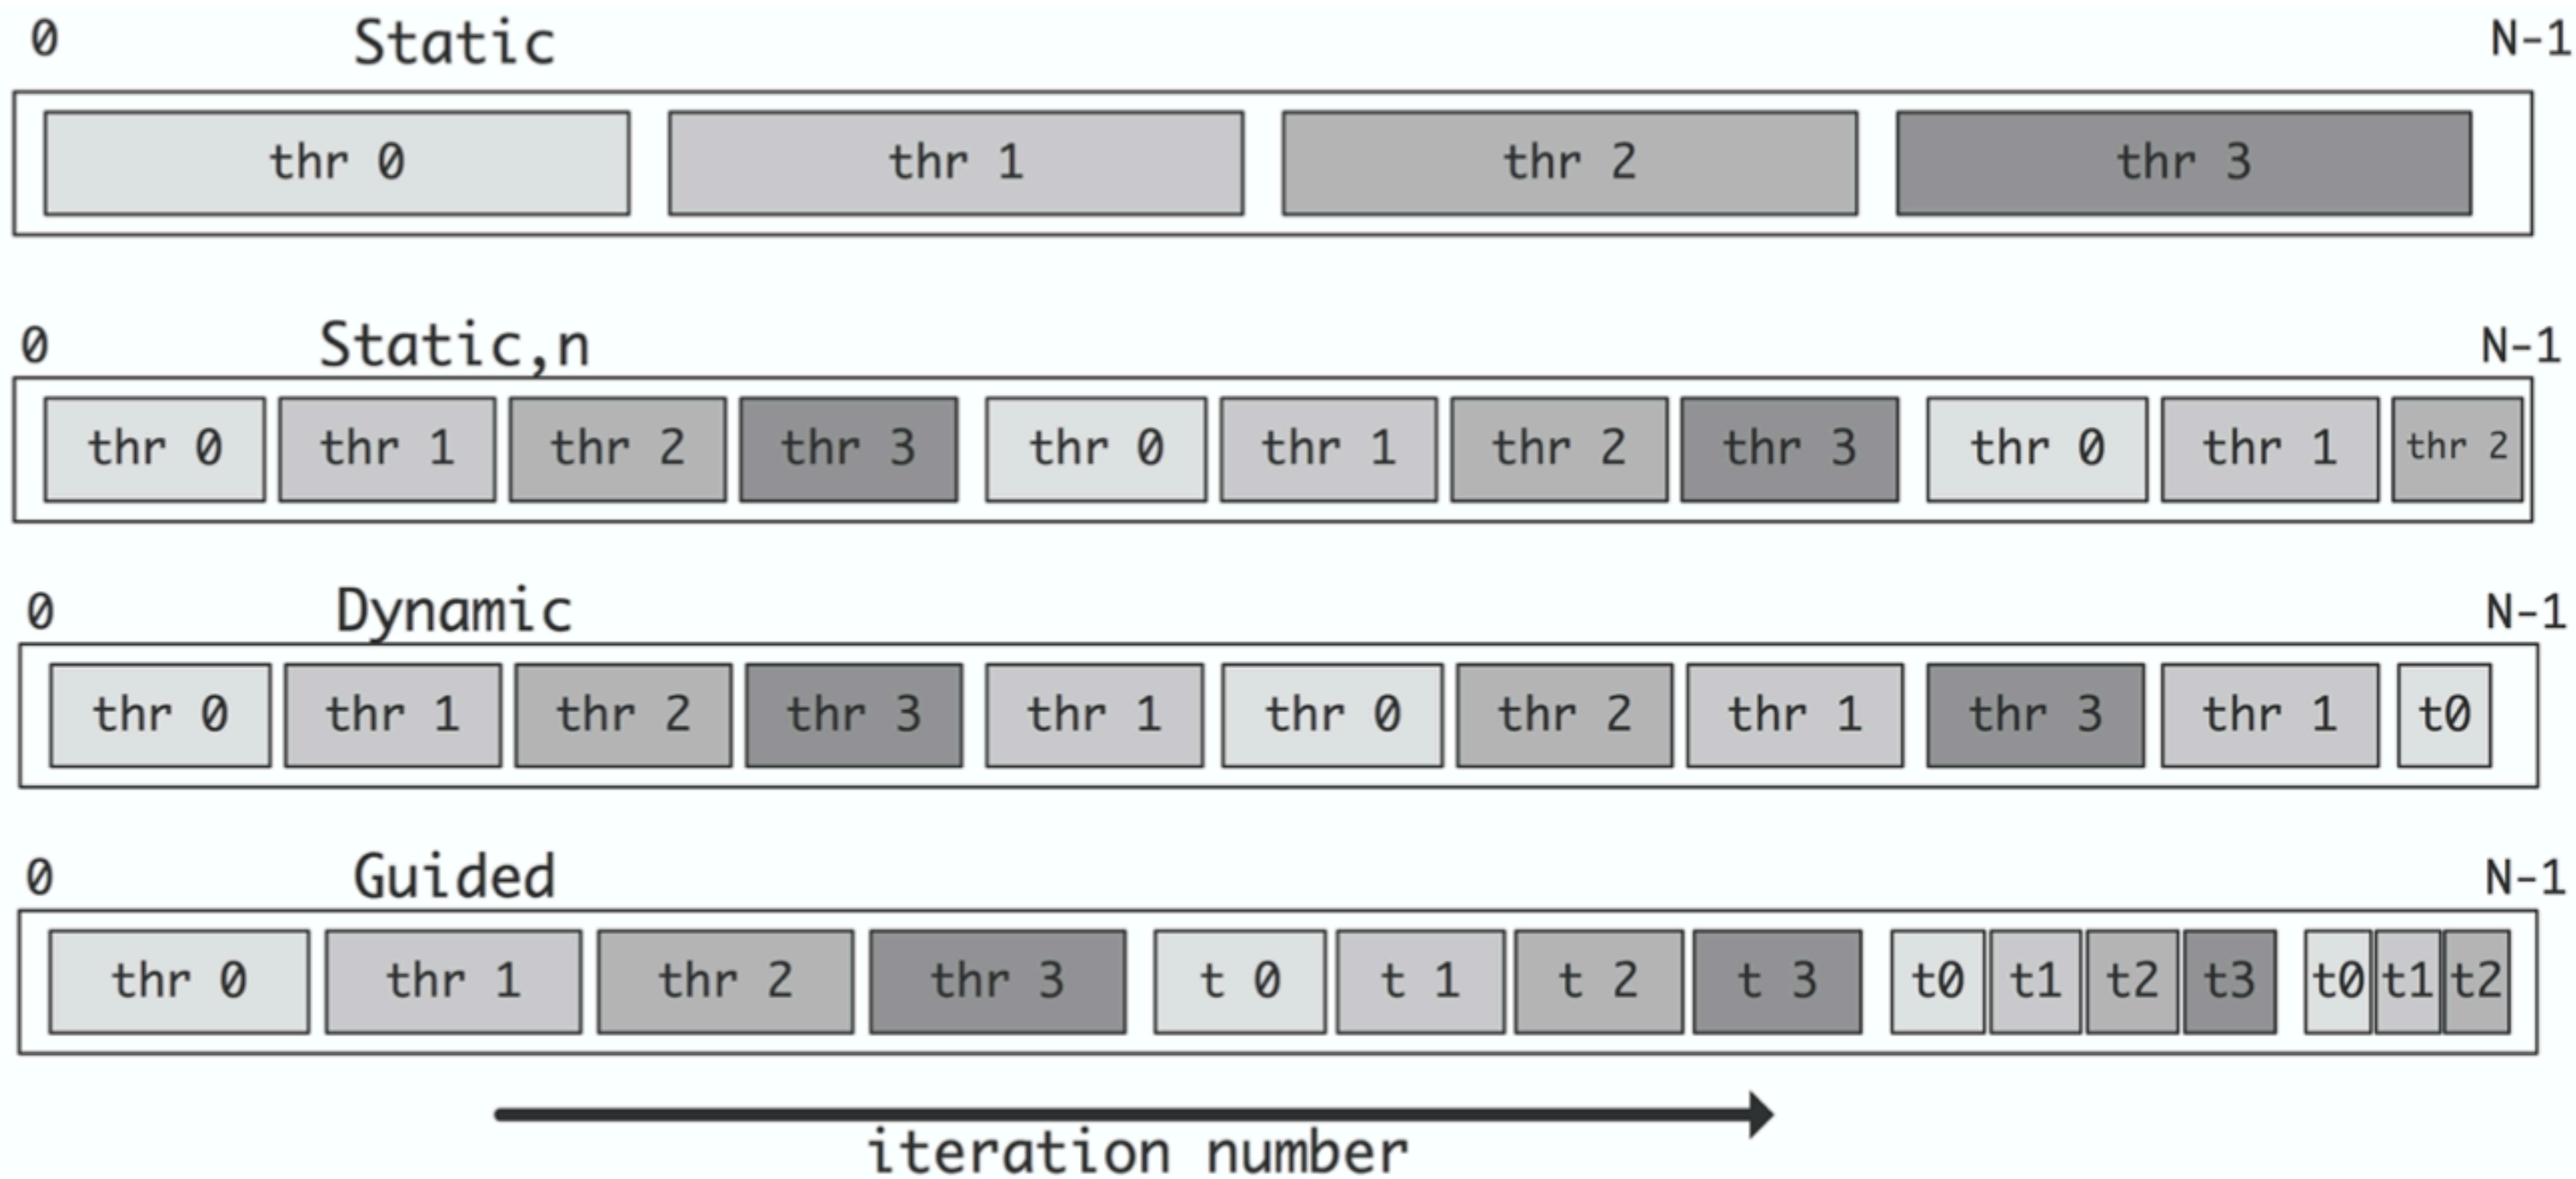 0 Static N-1
thr 0 thr 1 thr 2 thr 3
0 Static,n N-1
thr 0 thr 1 thr 2 thr 3 thr 0 thr 1 thr 2 thr 3 thr 0 thr 1 thr 2
0 Dynamic N-1
thr 0 thr 1 thr 2 thr 3 thr 1 thr 0 thr 2 thr 1 thr 3 thr 1 t0
0 Guided N-1
thr 0 thr 1 thr 2 thr 3 t 0 t 1 t 2 t 3 t0 t1 t2 t3 t0 t1 t2
iteration number